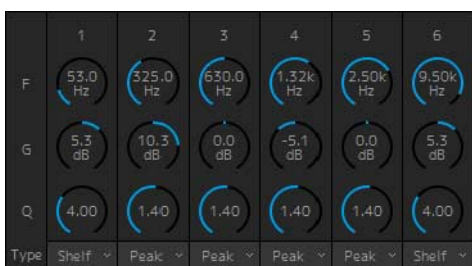 1 2 3 4 5 6
F 53.0 Hz 325.0 Hz 630.0 Hz 1.32k Hz 2.50k Hz 9.50k Hz
G 5.3 dB 10.3 dB 0.0 dB -5.1 dB 0.0 dB 5.3 dB
Q 4.00 1.40 1.40 1.40 1.40 4.00
Type Shelf Peak Peak Peak Peak Shelf